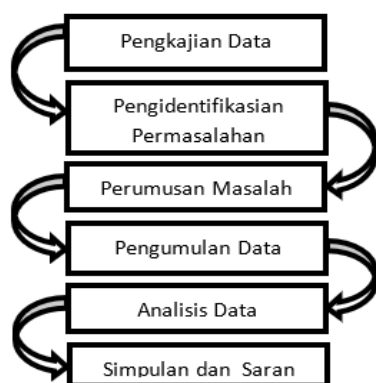 Pengkajian Data
Pengidentifikasian
Permasalahan
Perumusan Masalah
Pengumulan Data
Analisis Data
Simpulan dan Saran